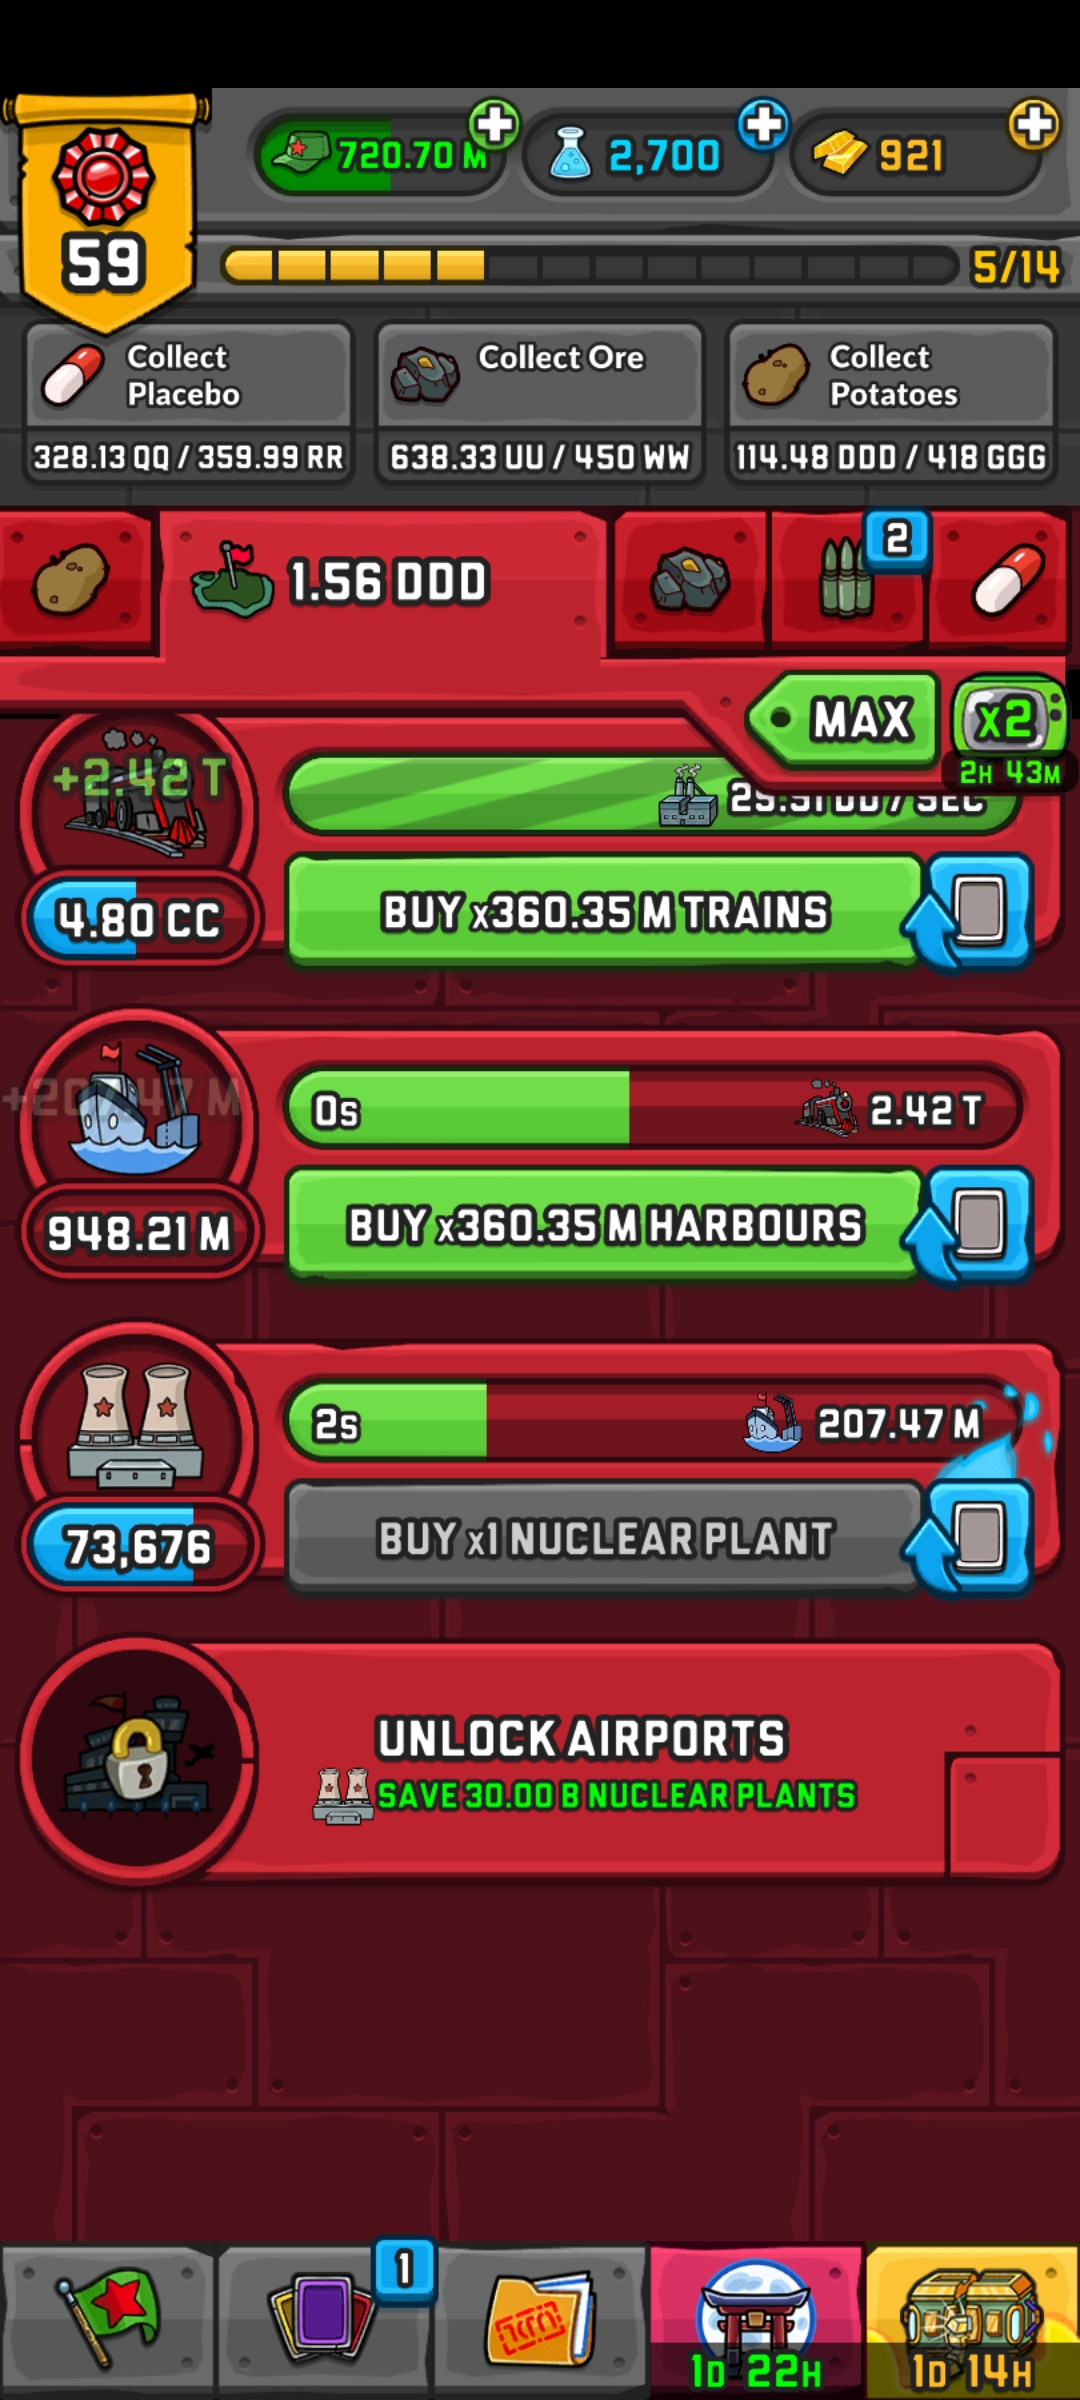 720.70 M
2,700
921
59
5/14
Collect
Placebo
328.13 QQ / 359.99 RR
Collect Ore
638.33 UU / 450 WW
Collect
Potatoes
114.48 DDD / 418 GGG
1.56 DDD
2
MAX
x2
2H 43M
+2.42 T
4.80 CC
BUY x360.35 M TRAINS
+207.47 M
0s
2.42 T
948.21 M
BUY x360.35 M HARBOURS
2s
207.47 M
73,676
BUY x1 NUCLEAR PLANT
UNLOCK AIRPORTS
SAVE 30.00 B NUCLEAR PLANTS
1
1D 22H
1D 14H